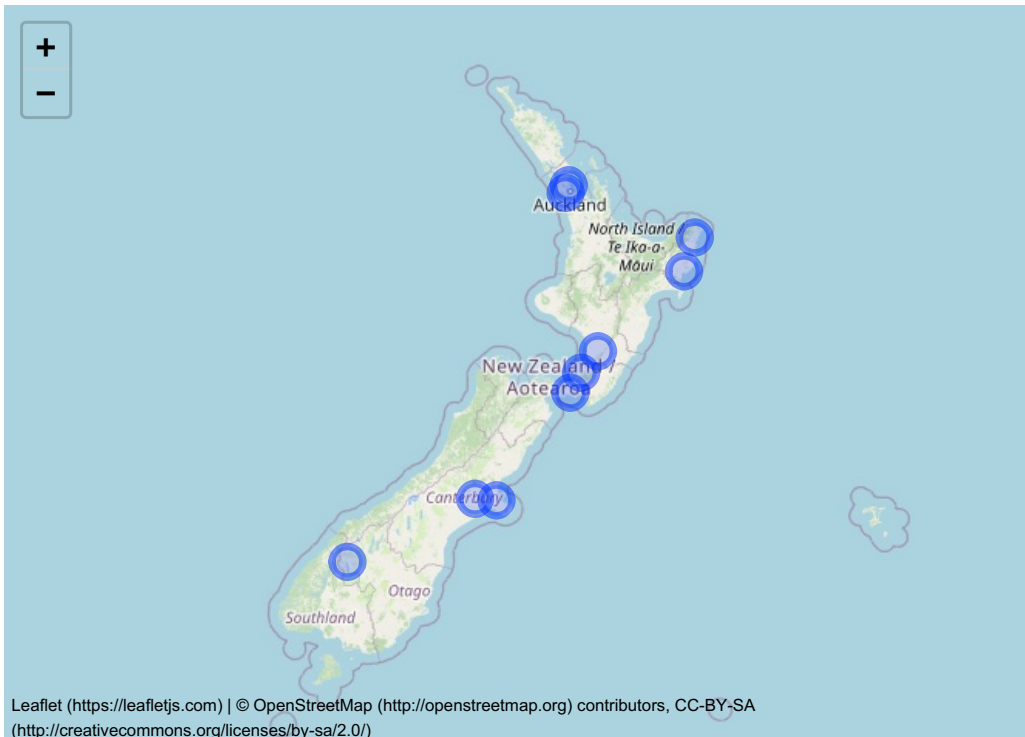 +
−
Auckland
North Island /
Te Ika-a-
Māui
New Zealand /
Aotearoa
Canterbury
Otago
Southland
Leaflet (https://leafletjs.com) | © OpenStreetMap (http://openstreetmap.org) contributors, CC-BY-SA
(http://creativecommons.org/licenses/by-sa/2.0/)